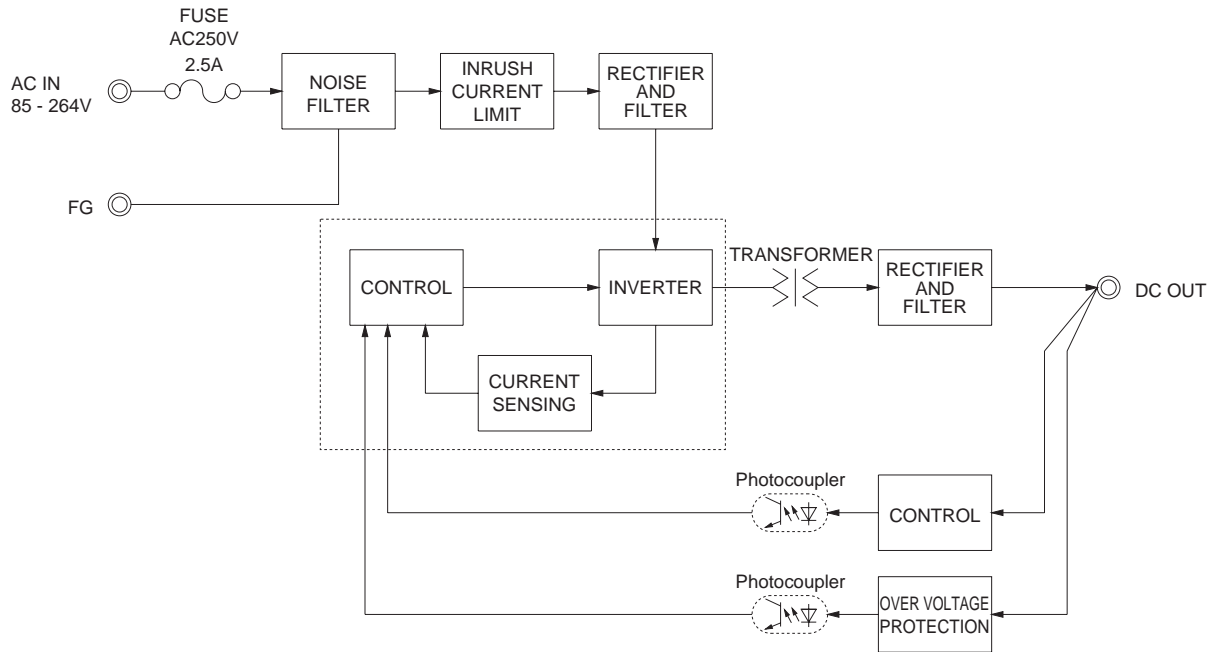 FUSE
AC250V
2.5A
AC IN
85 - 264V
NOISE
FILTER
INRUSH
CURRENT
LIMIT
RECTIFIER
AND
FILTER
FG
CONTROL
INVERTER
TRANSFORMER
RECTIFIER
AND
FILTER
DC OUT
CURRENT
SENSING
Photocoupler
CONTROL
Photocoupler
OVER VOLTAGE
PROTECTION